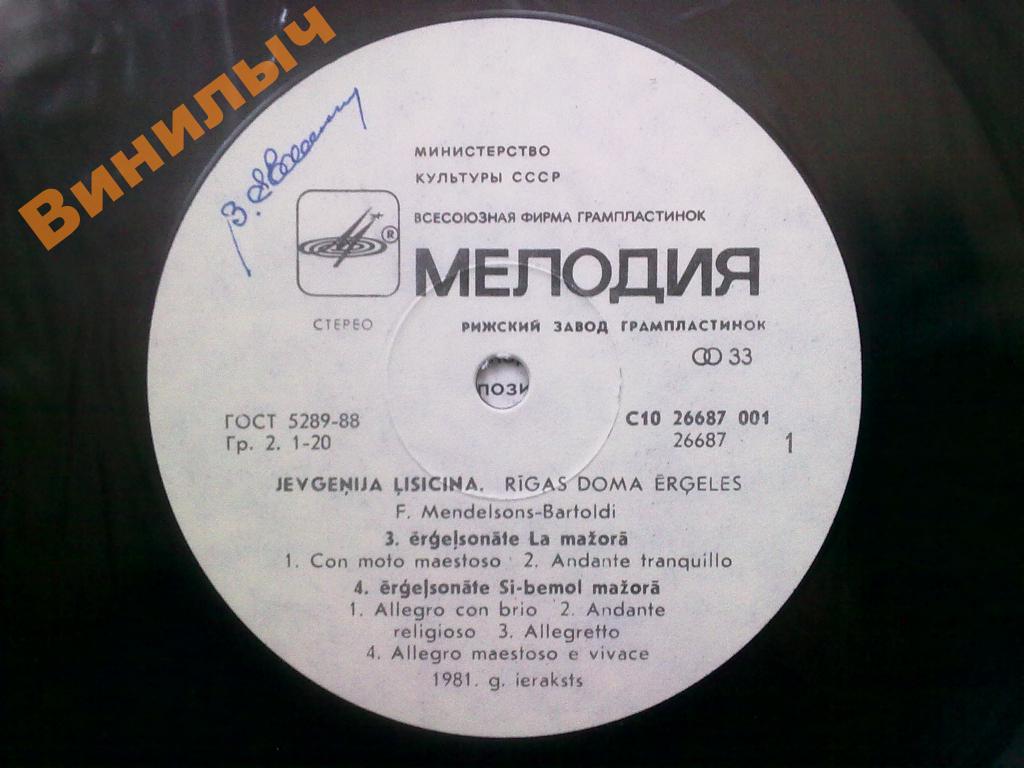 Винилыч
МИНИСТЕРСТВО
КУЛЬТУРЫ СССР
ВСЕСОЮЗНАЯ ФИРМА ГРАМПЛАСТИНОК
®
МЕЛОДИЯ
СТЕРЕО
РИЖСКИЙ ЗАВОД ГРАМПЛАСТИНОК
33
ПОЗИ
ГОСТ 5289-88
С10 26687 001
Гр. 2. 1-20
26687
1
JEVGEŅIJA ĻISICINA. RĪGAS DOMA ĒRĢELES
F. Mendelsons-Bartoldi
3. ērģeļsonāte La mažorā
1. Con moto maestoso 2. Andante tranquillo
4. ērģeļsonāte Si-bemol mažorā
1. Allegro con brio 2. Andante
religioso 3. Allegretto
4. Allegro maestoso e vivace
1981. g. ieraksts